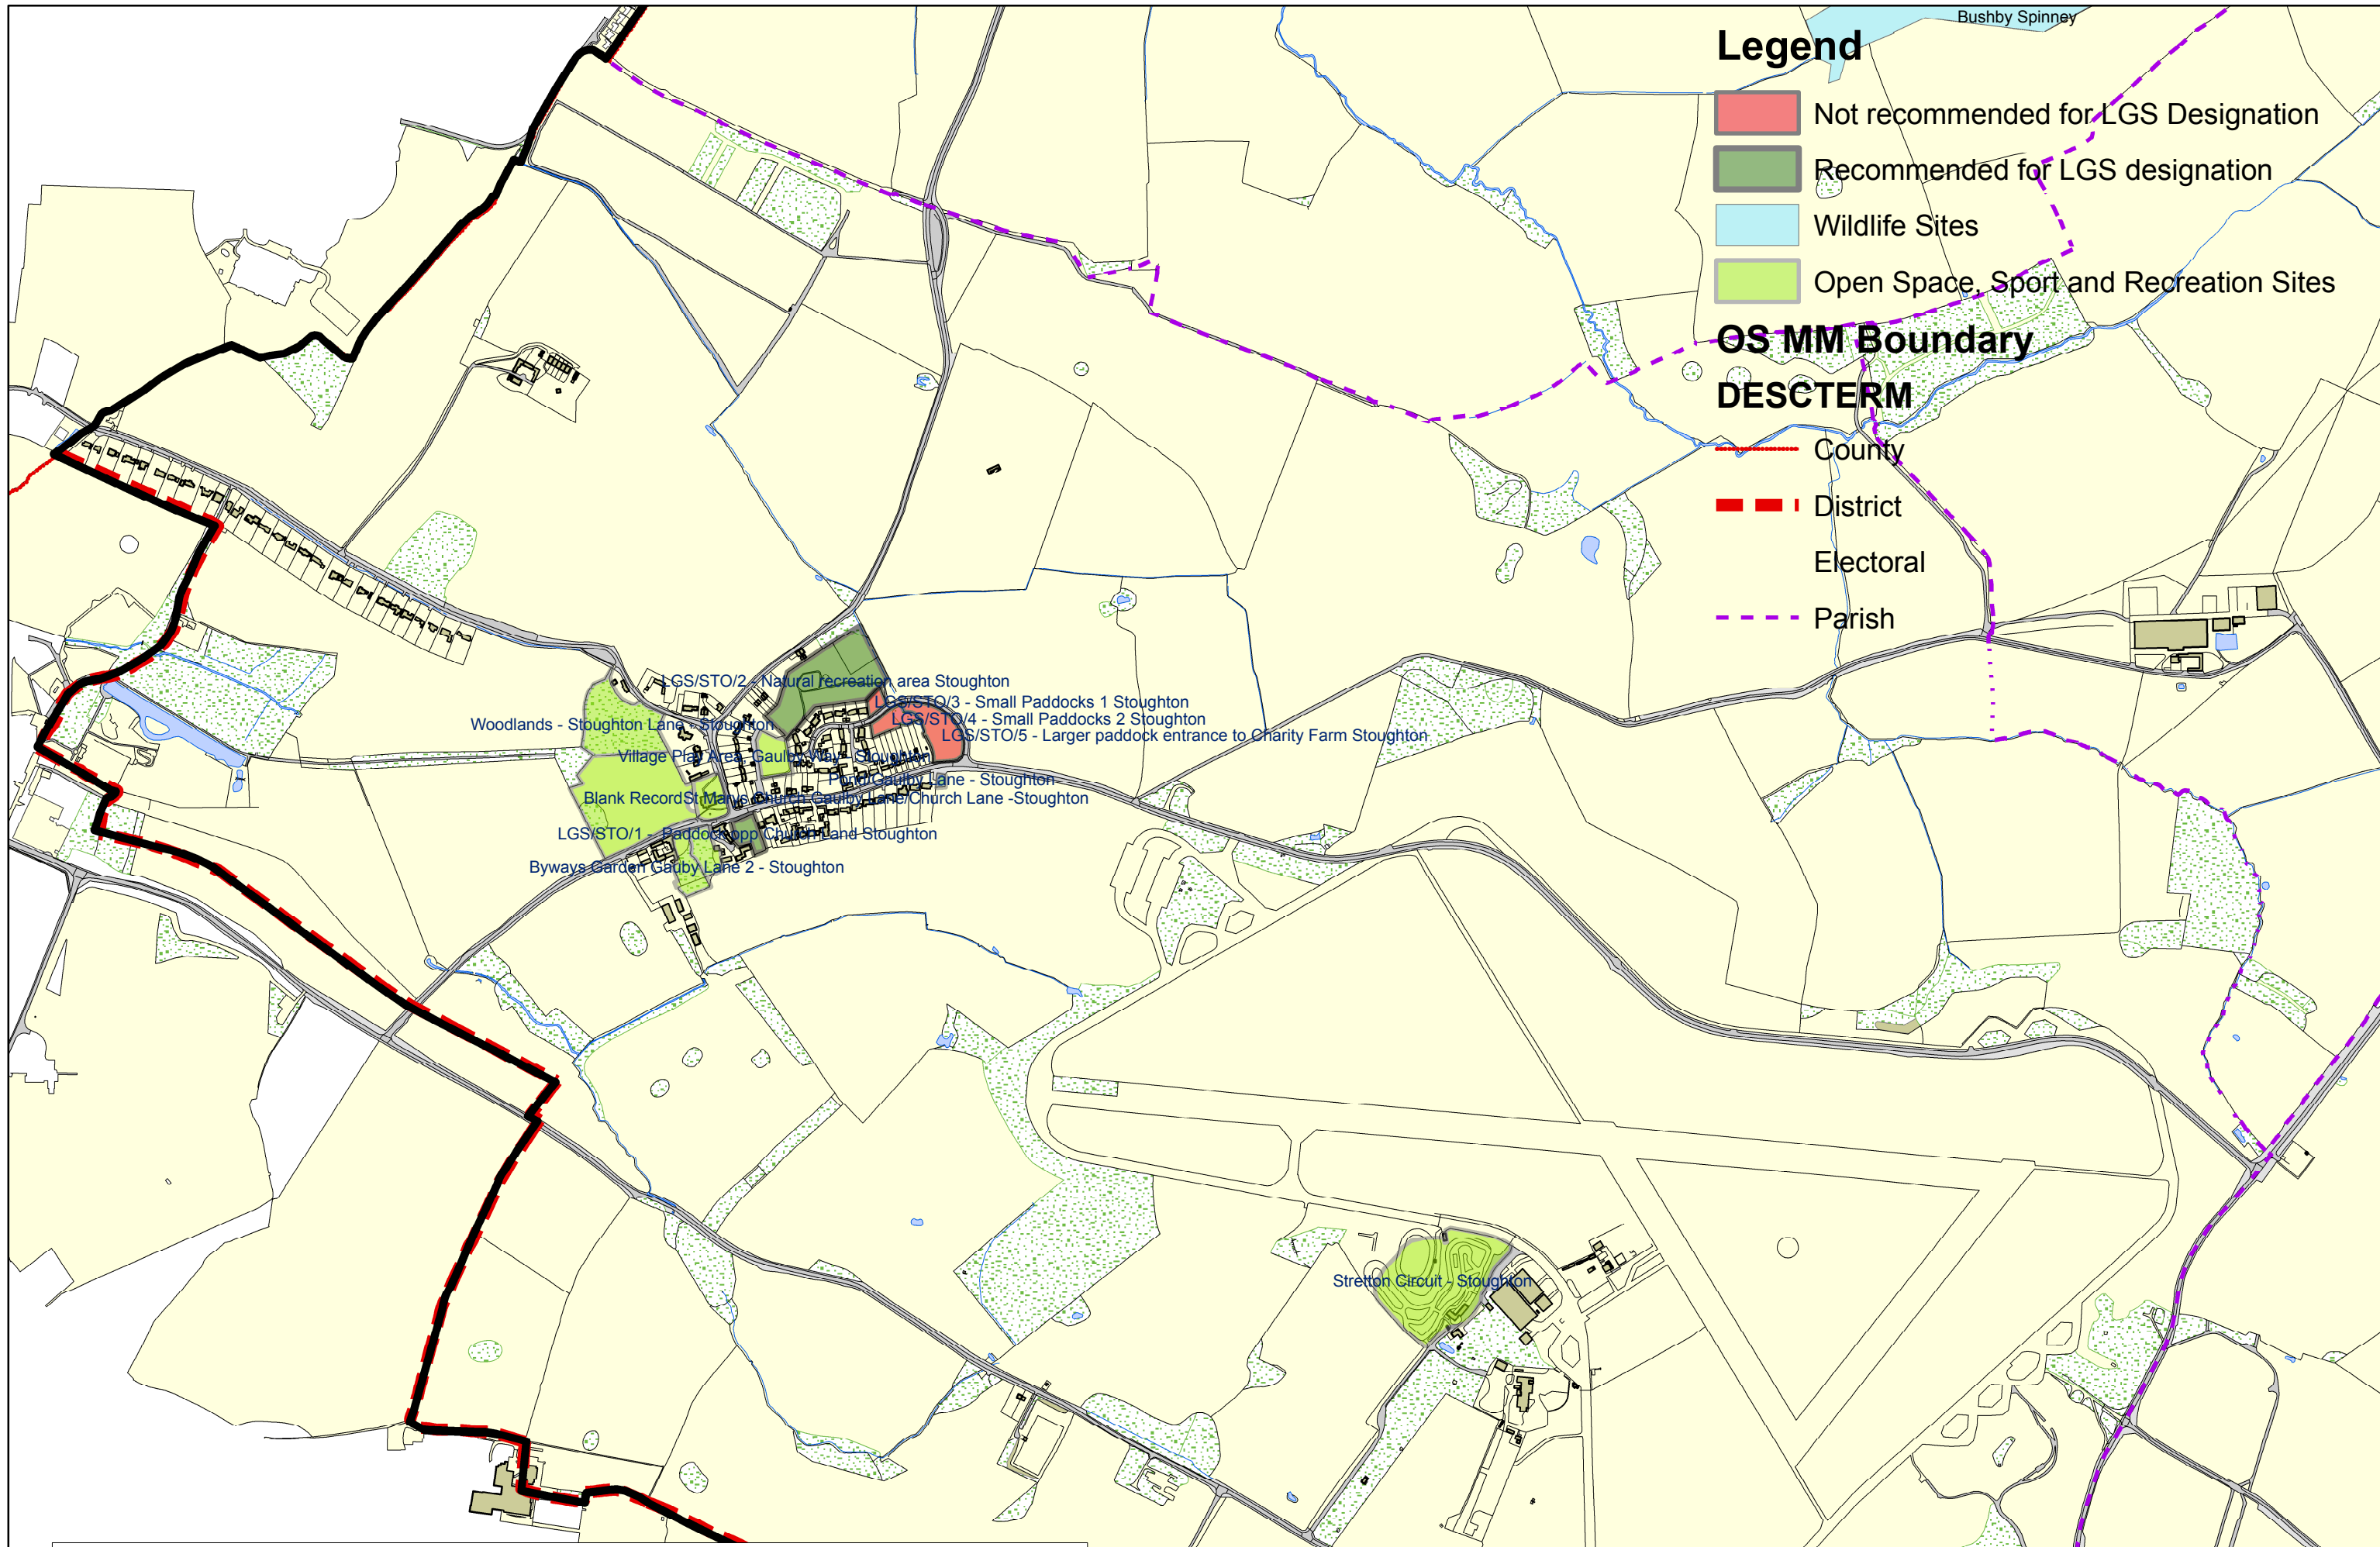 Bushby Spinney
Legend
Not recommended for LGS Designation
Recommended for LGS designation
Wildlife Sites
Open Space, Sport and Recreation Sites
OS MM Boundary
DESCTERM
County
District
Electoral
Parish
LGS/STO/2 - Natural recreation area Stoughton
LGS/STO/3 - Small Paddocks 1 Stoughton
LGS/STO/4 - Small Paddocks 2 Stoughton
Woodlands - Stoughton Lane - Stoughton
LGS/STO/5 - Larger paddock entrance to Charity Farm Stoughton
Village Play Area, Gaulby Way - Stoughton
Pond/Gaulby Lane - Stoughton
Blank Record
St Marys Church Gaulby Lane/Church Lane -Stoughton
LGS/STO/1 - Paddock opp Church Land Stoughton
Byways Garden Gauby Lane 2 - Stoughton
Stretton Circuit - Stoughton